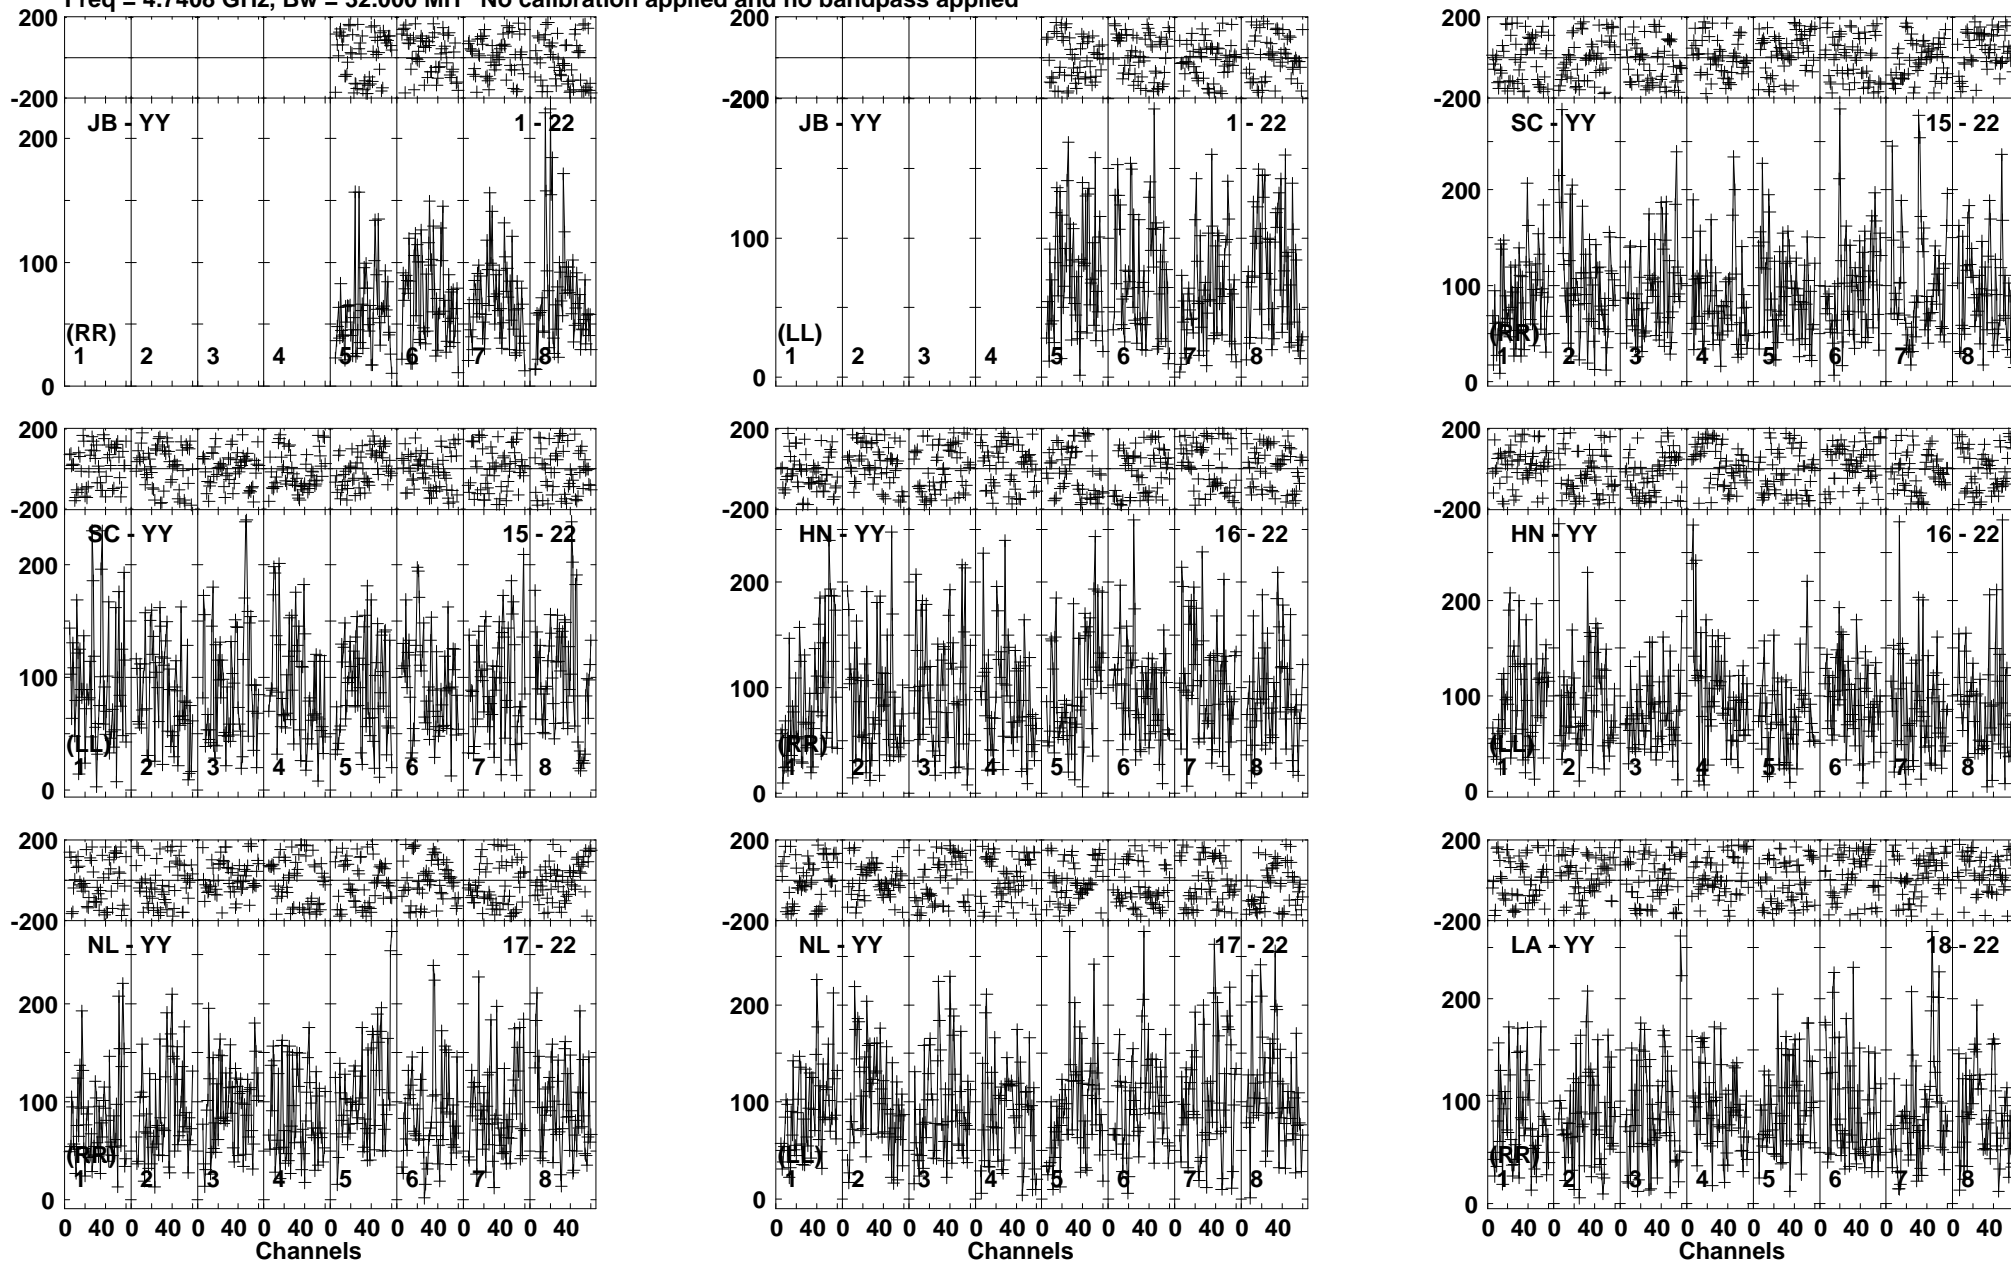 Freq = 4.7408 GHz, Bw = 32.000 MH No calibration applied and no bandpass applied
200 200 200
-200 -200 -200
JB - YY 1 - 22 JB - YY 1 - 22 SC - YY 15 - 22
200 200
100 100 100
(RR) (LL) (RR)
1 2 3 4 5 6 7 8 1 2 3 4 5 6 7 8 1 2 3 4 5 6 7 8
0 0 0
200 200 200
-200 -200 -200
SC - YY 15 - 22 HN - YY 16 - 22 HN - YY 16 - 22
200 200 200
100 100 100
(LL) (RR) (LL)
1 2 3 4 5 6 7 8 1 2 3 4 5 6 7 8 1 2 3 4 5 6 7 8
0 0 0
200 200 200
-200 -200 -200
NL - YY 17 - 22 NL - YY 17 - 22 LA - YY 18 - 22
200 200 200
100 100 100
(RR) (LL) (RR)
1 2 3 4 5 6 7 8 1 2 3 4 5 6 7 8 1 2 3 4 5 6 7 8
0 0 0
0 40 0 40 0 40 0 40 0 40 0 40 0 40 0 40 0 40 0 40 0 40 0 40 0 40 0 40 0 40 0 40 0 40 0 40 0 40 0 40 0 40 0 40 0 40 0 40
Channels Channels Channels